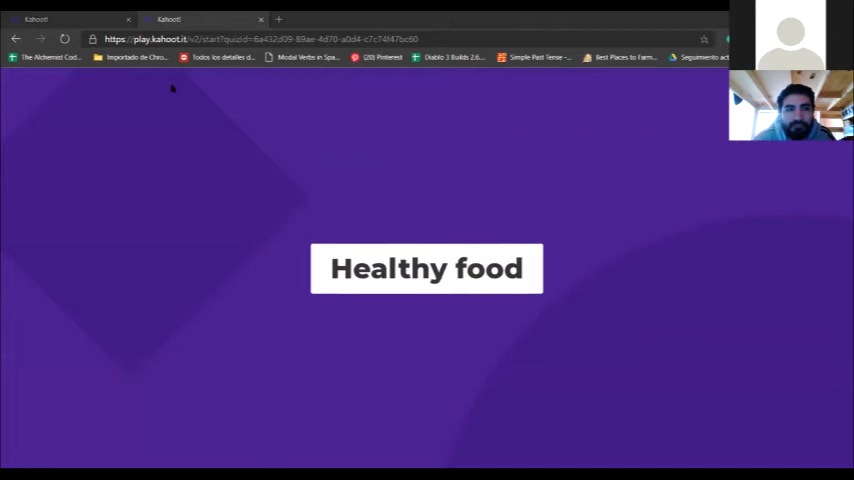 Kahoot!
Kahoot!
https://play.kahoot.it/v2/start?quizId=6a432d09-89ae-4d70-a0d4-c7c74f47bc60
The Alchemist Cod...
Importado de Chro...
Todos los detalles d...
Modal Verbs in Spa...
(20) Pinterest
Diablo 3 Builds 2.6....
Simple Past Tense -...
Best Places to Farm...
Seguimiento act
Healthy food